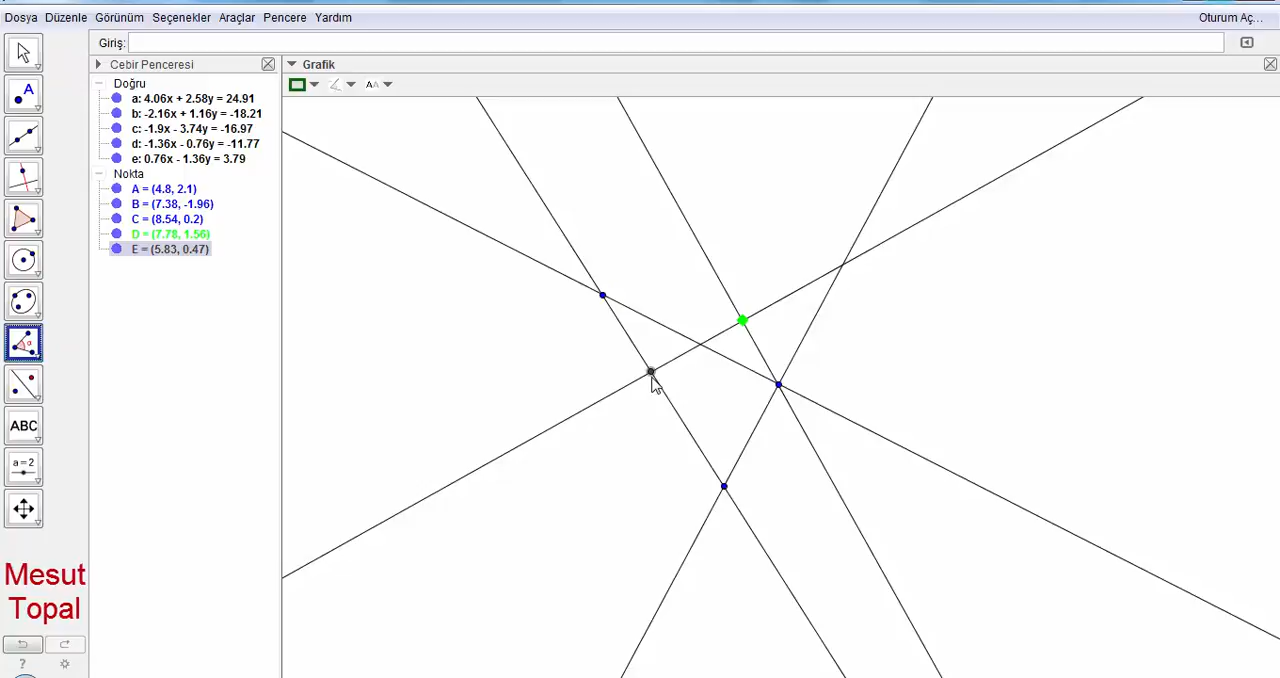 Dosya Düzenle Görünüm Seçenekler Araçlar Pencere Yardım Oturum Aç...
Giriş:
Cebir Penceresi
Grafik
AA
Doğru
a: 4.06x + 2.58y = 24.91
b: -2.16x + 1.16y = -18.21
c: -1.9x - 3.74y = -16.97
d: -1.36x - 0.76y = -11.77
e: 0.76x - 1.36y = 3.79
Nokta
A = (4.8, 2.1)
B = (7.38, -1.96)
C = (8.54, 0.2)
D = (7.78, 1.56)
E = (5.83, 0.47)
A
α
ABC
a=2
Mesut
Topal
?